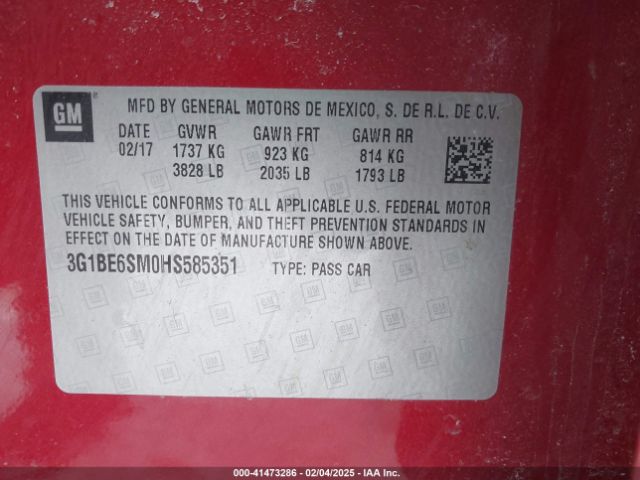 GM
MFD BY GENERAL MOTORS DE MEXICO, S. DE R.L. DE C.V.
DATE GVWR GAWR FRT GAWR RR
02/17 1737 KG 923 KG 814 KG
3828 LB 2035 LB 1793 LB
THIS VEHICLE CONFORMS TO ALL APPLICABLE U.S. FEDERAL MOTOR
VEHICLE SAFETY, BUMPER, AND THEFT PREVENTION STANDARDS IN
EFFECT ON THE DATE OF MANUFACTURE SHOWN ABOVE.
3G1BE6SM0HS585351 TYPE: PASS CAR
000-41473286 - 02/04/2025 - IAAI.COM